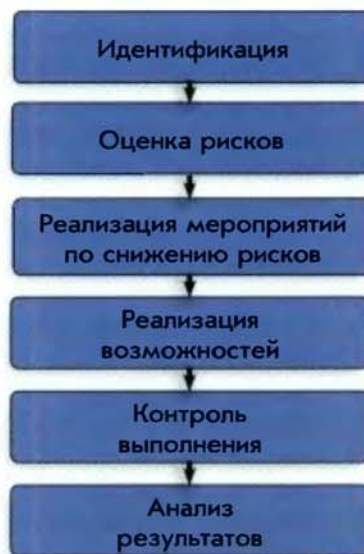 Идентификация
Оценка рисков
Реализация мероприятий
по снижению рисков
Реализация
возможностей
Контроль
выполнения
Анализ
результатов